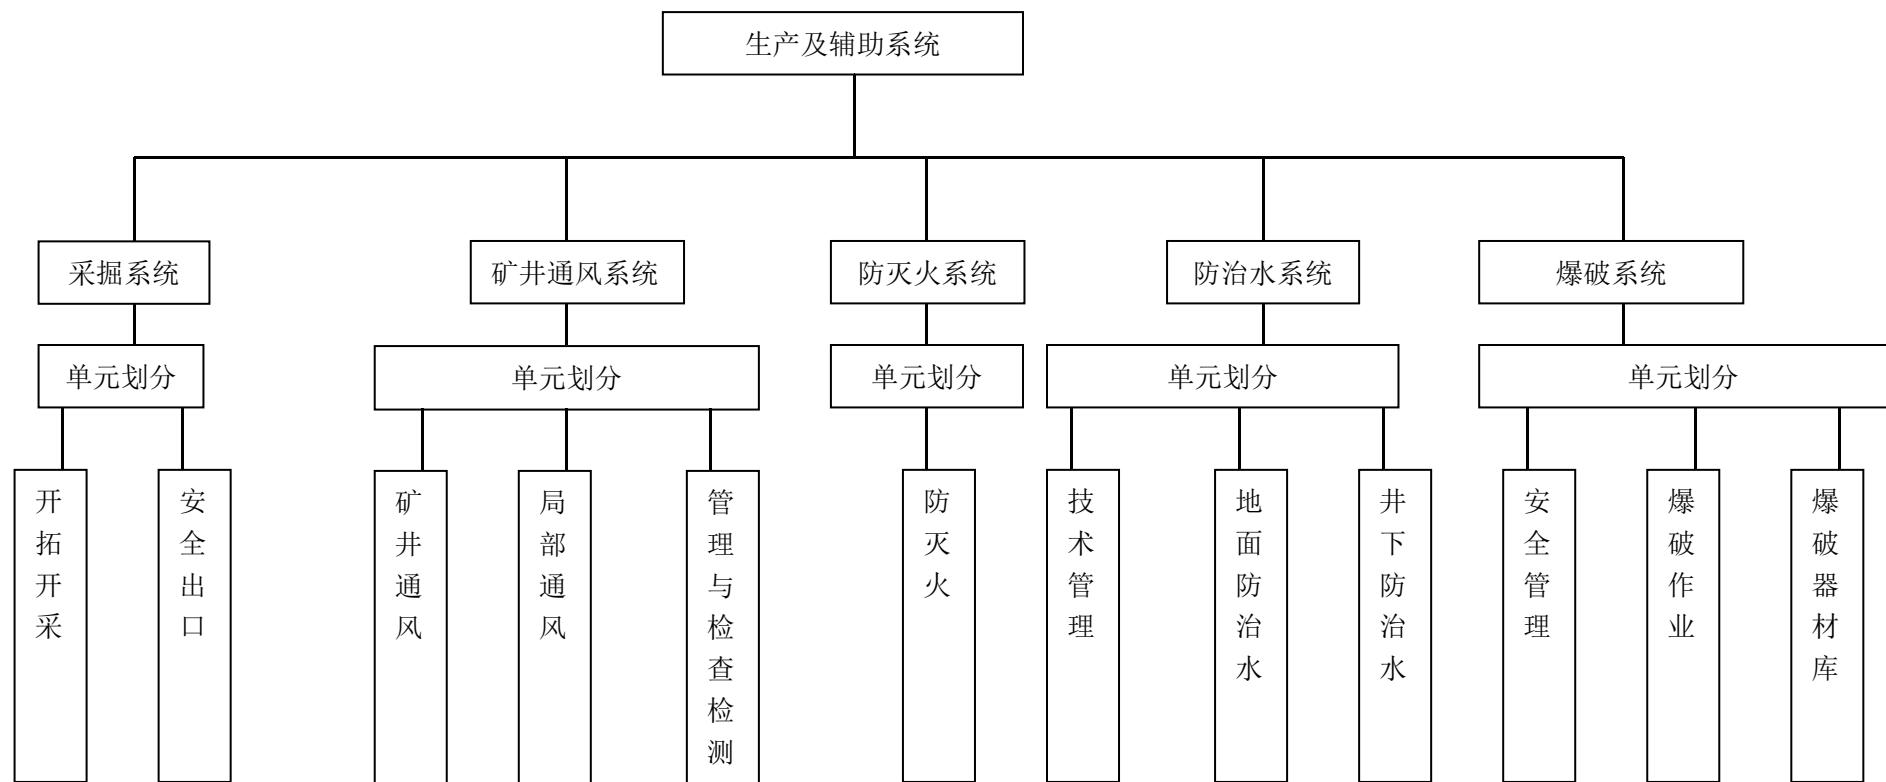 生产及辅助系统
采掘系统
矿井通风系统
防灭火系统
防治水系统
爆破系统
单元划分
单元划分
单元划分
单元划分
单元划分
开拓开采
安全出口
矿井通风
局部通风
管理与检查检测
防灭火
技术管理
地面防治水
井下防治水
安全管理
爆破作业
爆破器材库